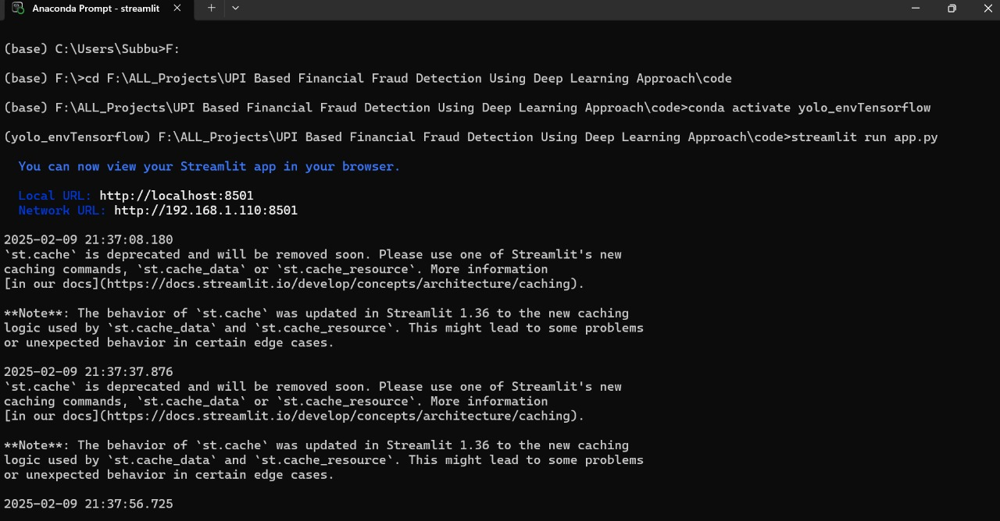 Anaconda Prompt - streamlit
(base) C:\Users\Subbu>F:
(base) F:\>cd F:\ALL_Projects\UPI Based Financial Fraud Detection Using Deep Learning Approach\code
(base) F:\ALL_Projects\UPI Based Financial Fraud Detection Using Deep Learning Approach\code>conda activate yolo_envTensorflow
(yolo_envTensorflow) F:\ALL_Projects\UPI Based Financial Fraud Detection Using Deep Learning Approach\code>streamlit run app.py
You can now view your Streamlit app in your browser.
Local URL: http://localhost:8501
Network URL: http://192.168.1.110:8501
2025-02-09 21:37:08.180
`st.cache` is deprecated and will be removed soon. Please use one of Streamlit's new
caching commands, `st.cache_data` or `st.cache_resource`. More information
[in our docs](https://docs.streamlit.io/develop/concepts/architecture/caching).
**Note**: The behavior of `st.cache` was updated in Streamlit 1.36 to the new caching
logic used by `st.cache_data` and `st.cache_resource`. This might lead to some problems
or unexpected behavior in certain edge cases.
2025-02-09 21:37:37.876
`st.cache` is deprecated and will be removed soon. Please use one of Streamlit's new
caching commands, `st.cache_data` or `st.cache_resource`. More information
[in our docs](https://docs.streamlit.io/develop/concepts/architecture/caching).
**Note**: The behavior of `st.cache` was updated in Streamlit 1.36 to the new caching
logic used by `st.cache_data` and `st.cache_resource`. This might lead to some problems
or unexpected behavior in certain edge cases.
2025-02-09 21:37:56.725